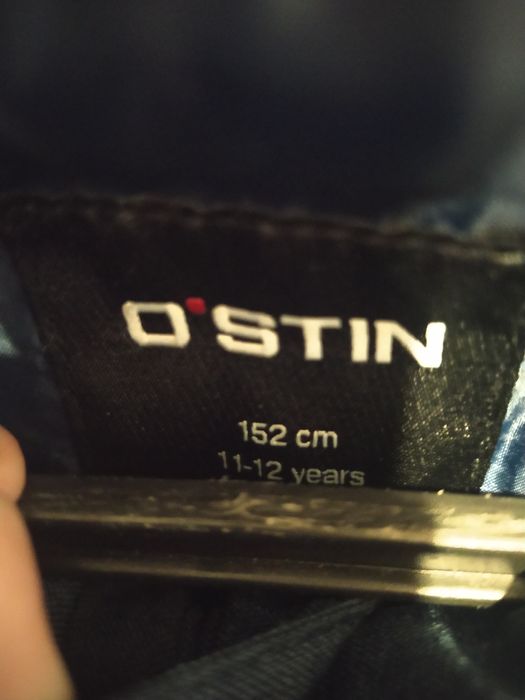 O'STIN
152 cm
11-12 years